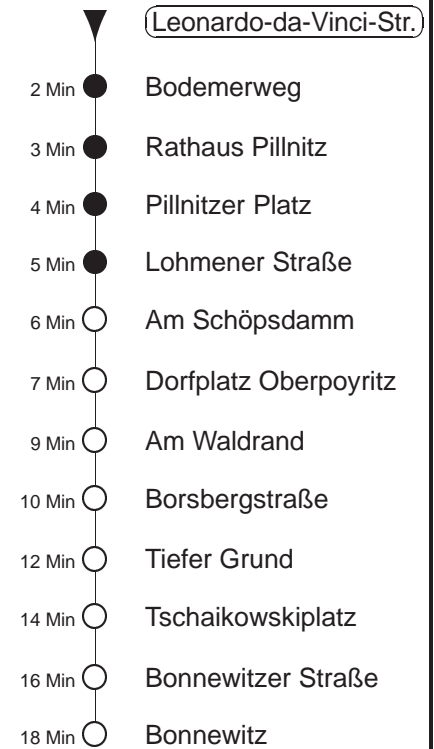 Leonardo-da-Vinci-Str.
2 Min Bodemerweg
3 Min Rathaus Pillnitz
4 Min Pillnitzer Platz
5 Min Lohmener Straße
6 Min Am Schöpsdamm
7 Min Dorfplatz Oberpoyritz
9 Min Am Waldrand
10 Min Borsbergstraße
12 Min Tiefer Grund
14 Min Tschaikowskiplatz
16 Min Bonnewitzer Straße
18 Min Bonnewitz